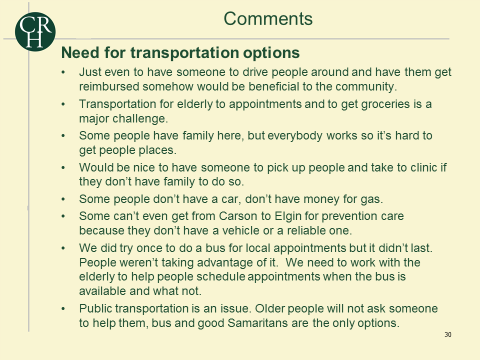 Comments
CR
H
Need for transportation options
• Just even to have someone to drive people around and have them get
reimbursed somehow would be beneficial to the community.
• Transportation for elderly to appointments and to get groceries is a
major challenge.
• Some people have family here, but everybody works so it’s hard to
get people places.
• Would be nice to have someone to pick up people and take to clinic if
they don’t have family to do so.
• Some people don’t have a car, don’t have money for gas.
• Some can’t even get from Carson to Elgin for prevention care
because they don’t have a vehicle or a reliable one.
• We did try once to do a bus for local appointments but it didn’t last.
People weren’t taking advantage of it.  We need to work with the
elderly to help people schedule appointments when the bus is
available and what not.
• Public transportation is an issue. Older people will not ask someone
to help them, bus and good Samaritans are the only options.
30